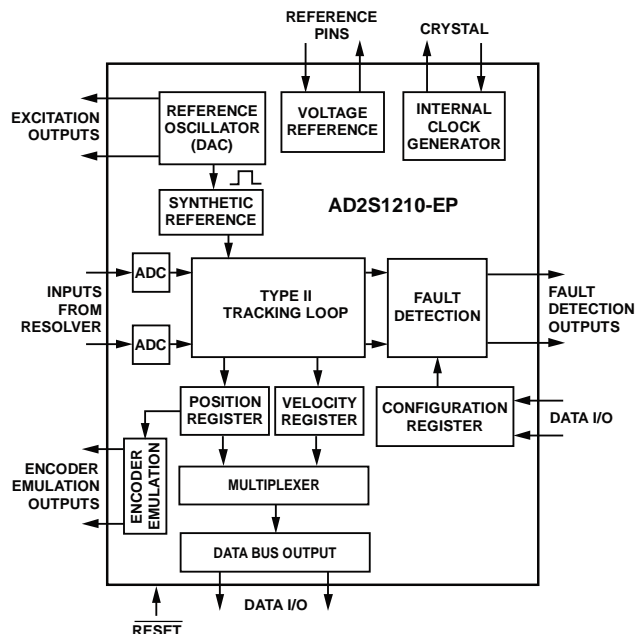 REFERENCE
PINS
CRYSTAL
EXCITATION
OUTPUTS
REFERENCE
OSCILLATOR
(DAC)
VOLTAGE
REFERENCE
INTERNAL
CLOCK
GENERATOR
SYNTHETIC
REFERENCE
AD2S1210-EP
INPUTS
FROM
RESOLVER
ADC
ADC
TYPE II
TRACKING LOOP
FAULT
DETECTION
FAULT
DETECTION
OUTPUTS
POSITION
REGISTER
VELOCITY
REGISTER
CONFIGURATION
REGISTER
DATA I/O
ENCODER
EMULATION
OUTPUTS
ENCODER
EMULATION
MULTIPLEXER
DATA BUS OUTPUT
DATA I/O
RESET